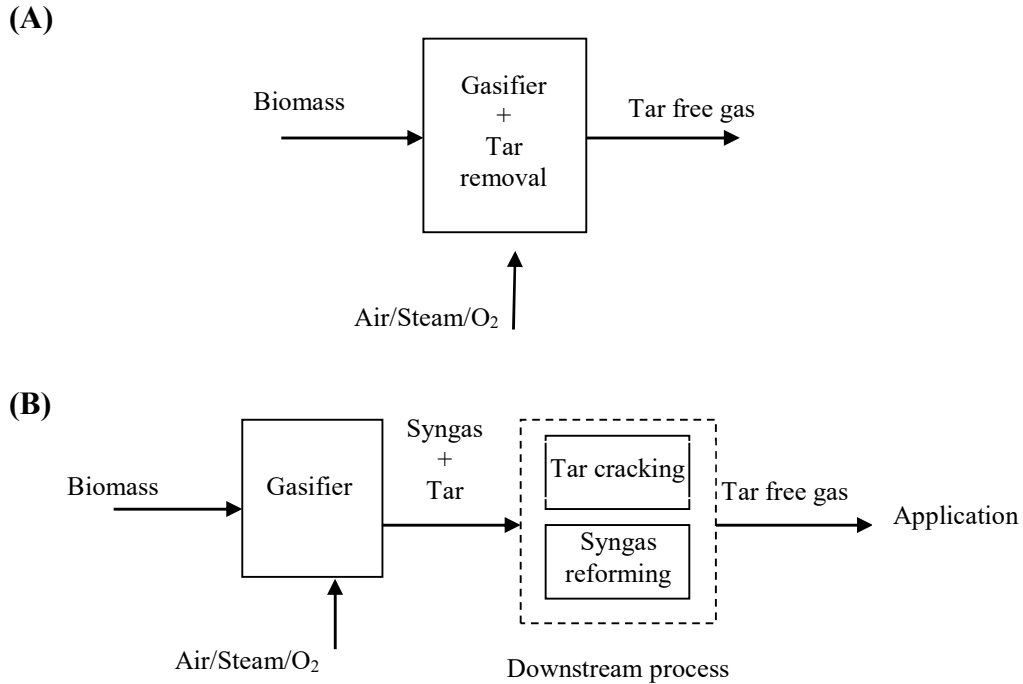 (A)
Biomass
Gasifier
+
Tar
removal
Tar free gas
Air/Steam/O₂
(B)
Biomass
Gasifier
Syngas
+
Tar
Tar cracking
Syngas
reforming
Tar free gas
Application
Air/Steam/O₂
Downstream process